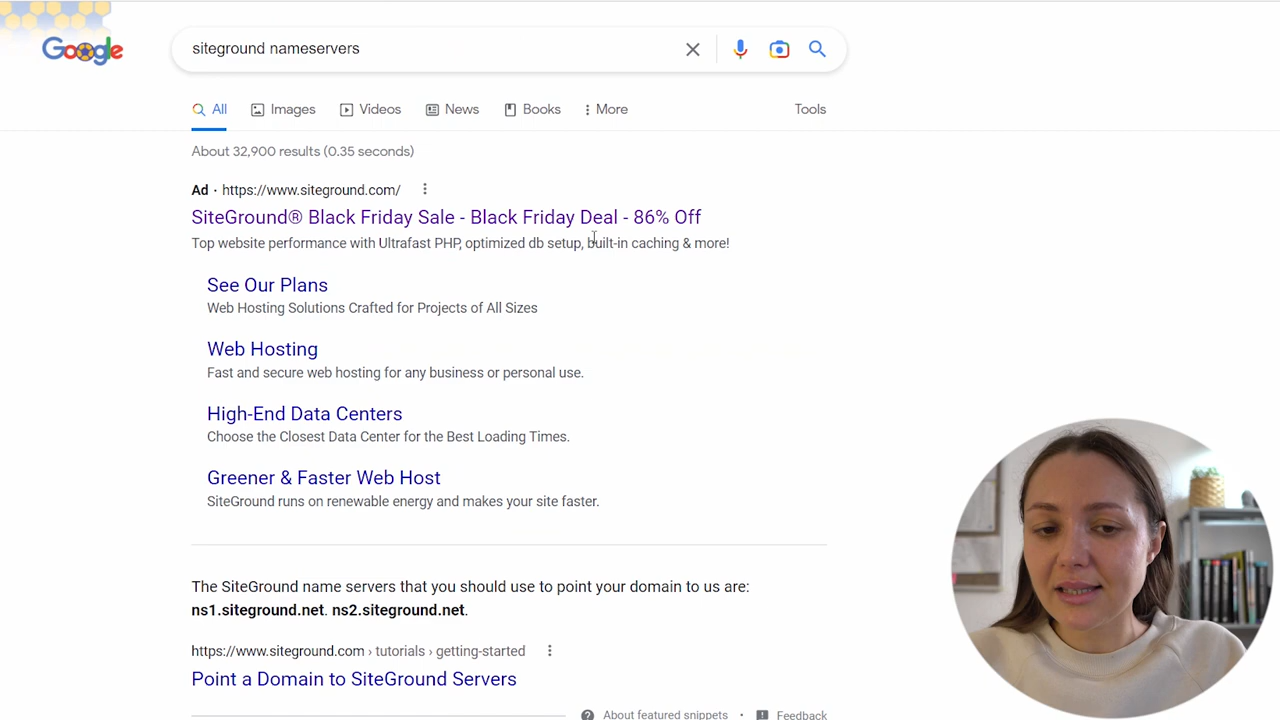 Google
siteground nameservers
All Images Videos News Books More Tools
About 32,900 results (0.35 seconds)
Ad · https://www.siteground.com/
SiteGround® Black Friday Sale - Black Friday Deal - 86% Off
Top website performance with Ultrafast PHP, optimized db setup, built-in caching & more!
See Our Plans
Web Hosting Solutions Crafted for Projects of All Sizes
Web Hosting
Fast and secure web hosting for any business or personal use.
High-End Data Centers
Choose the Closest Data Center for the Best Loading Times.
Greener & Faster Web Host
SiteGround runs on renewable energy and makes your site faster.
The SiteGround name servers that you should use to point your domain to us are:
ns1.siteground.net. ns2.siteground.net.
https://www.siteground.com › tutorials › getting-started
Point a Domain to SiteGround Servers
About featured snippets · Feedback